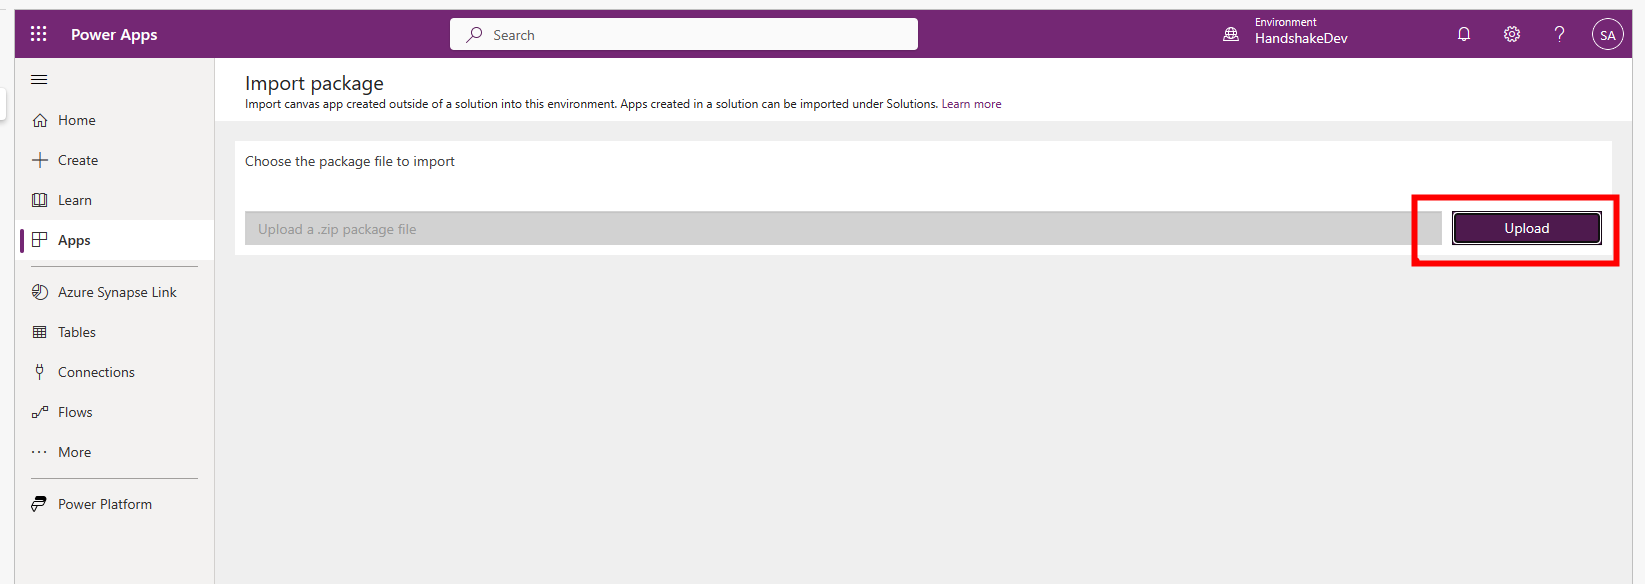 Power Apps
Search
Environment
HandshakeDev
SA
Home
Create
Learn
Apps
Azure Synapse Link
Tables
Connections
Flows
More
Power Platform
Import package
Import canvas app created outside of a solution into this environment. Apps created in a solution can be imported under Solutions. Learn more
Choose the package file to import
Upload a .zip package file
Upload